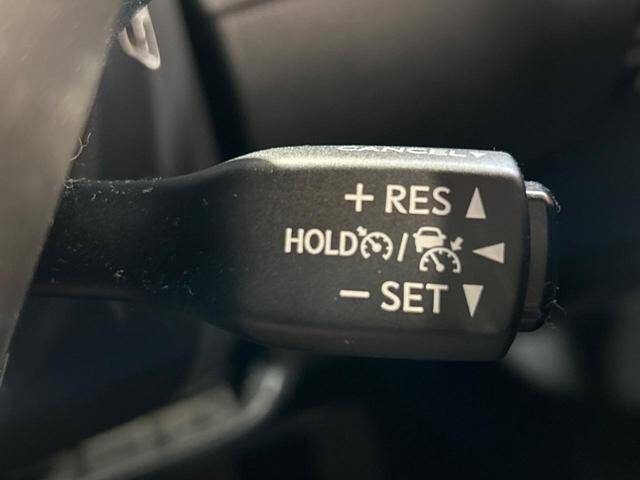 CANCEL
+ RES ▲
HOLD / ◀
− SET ▼